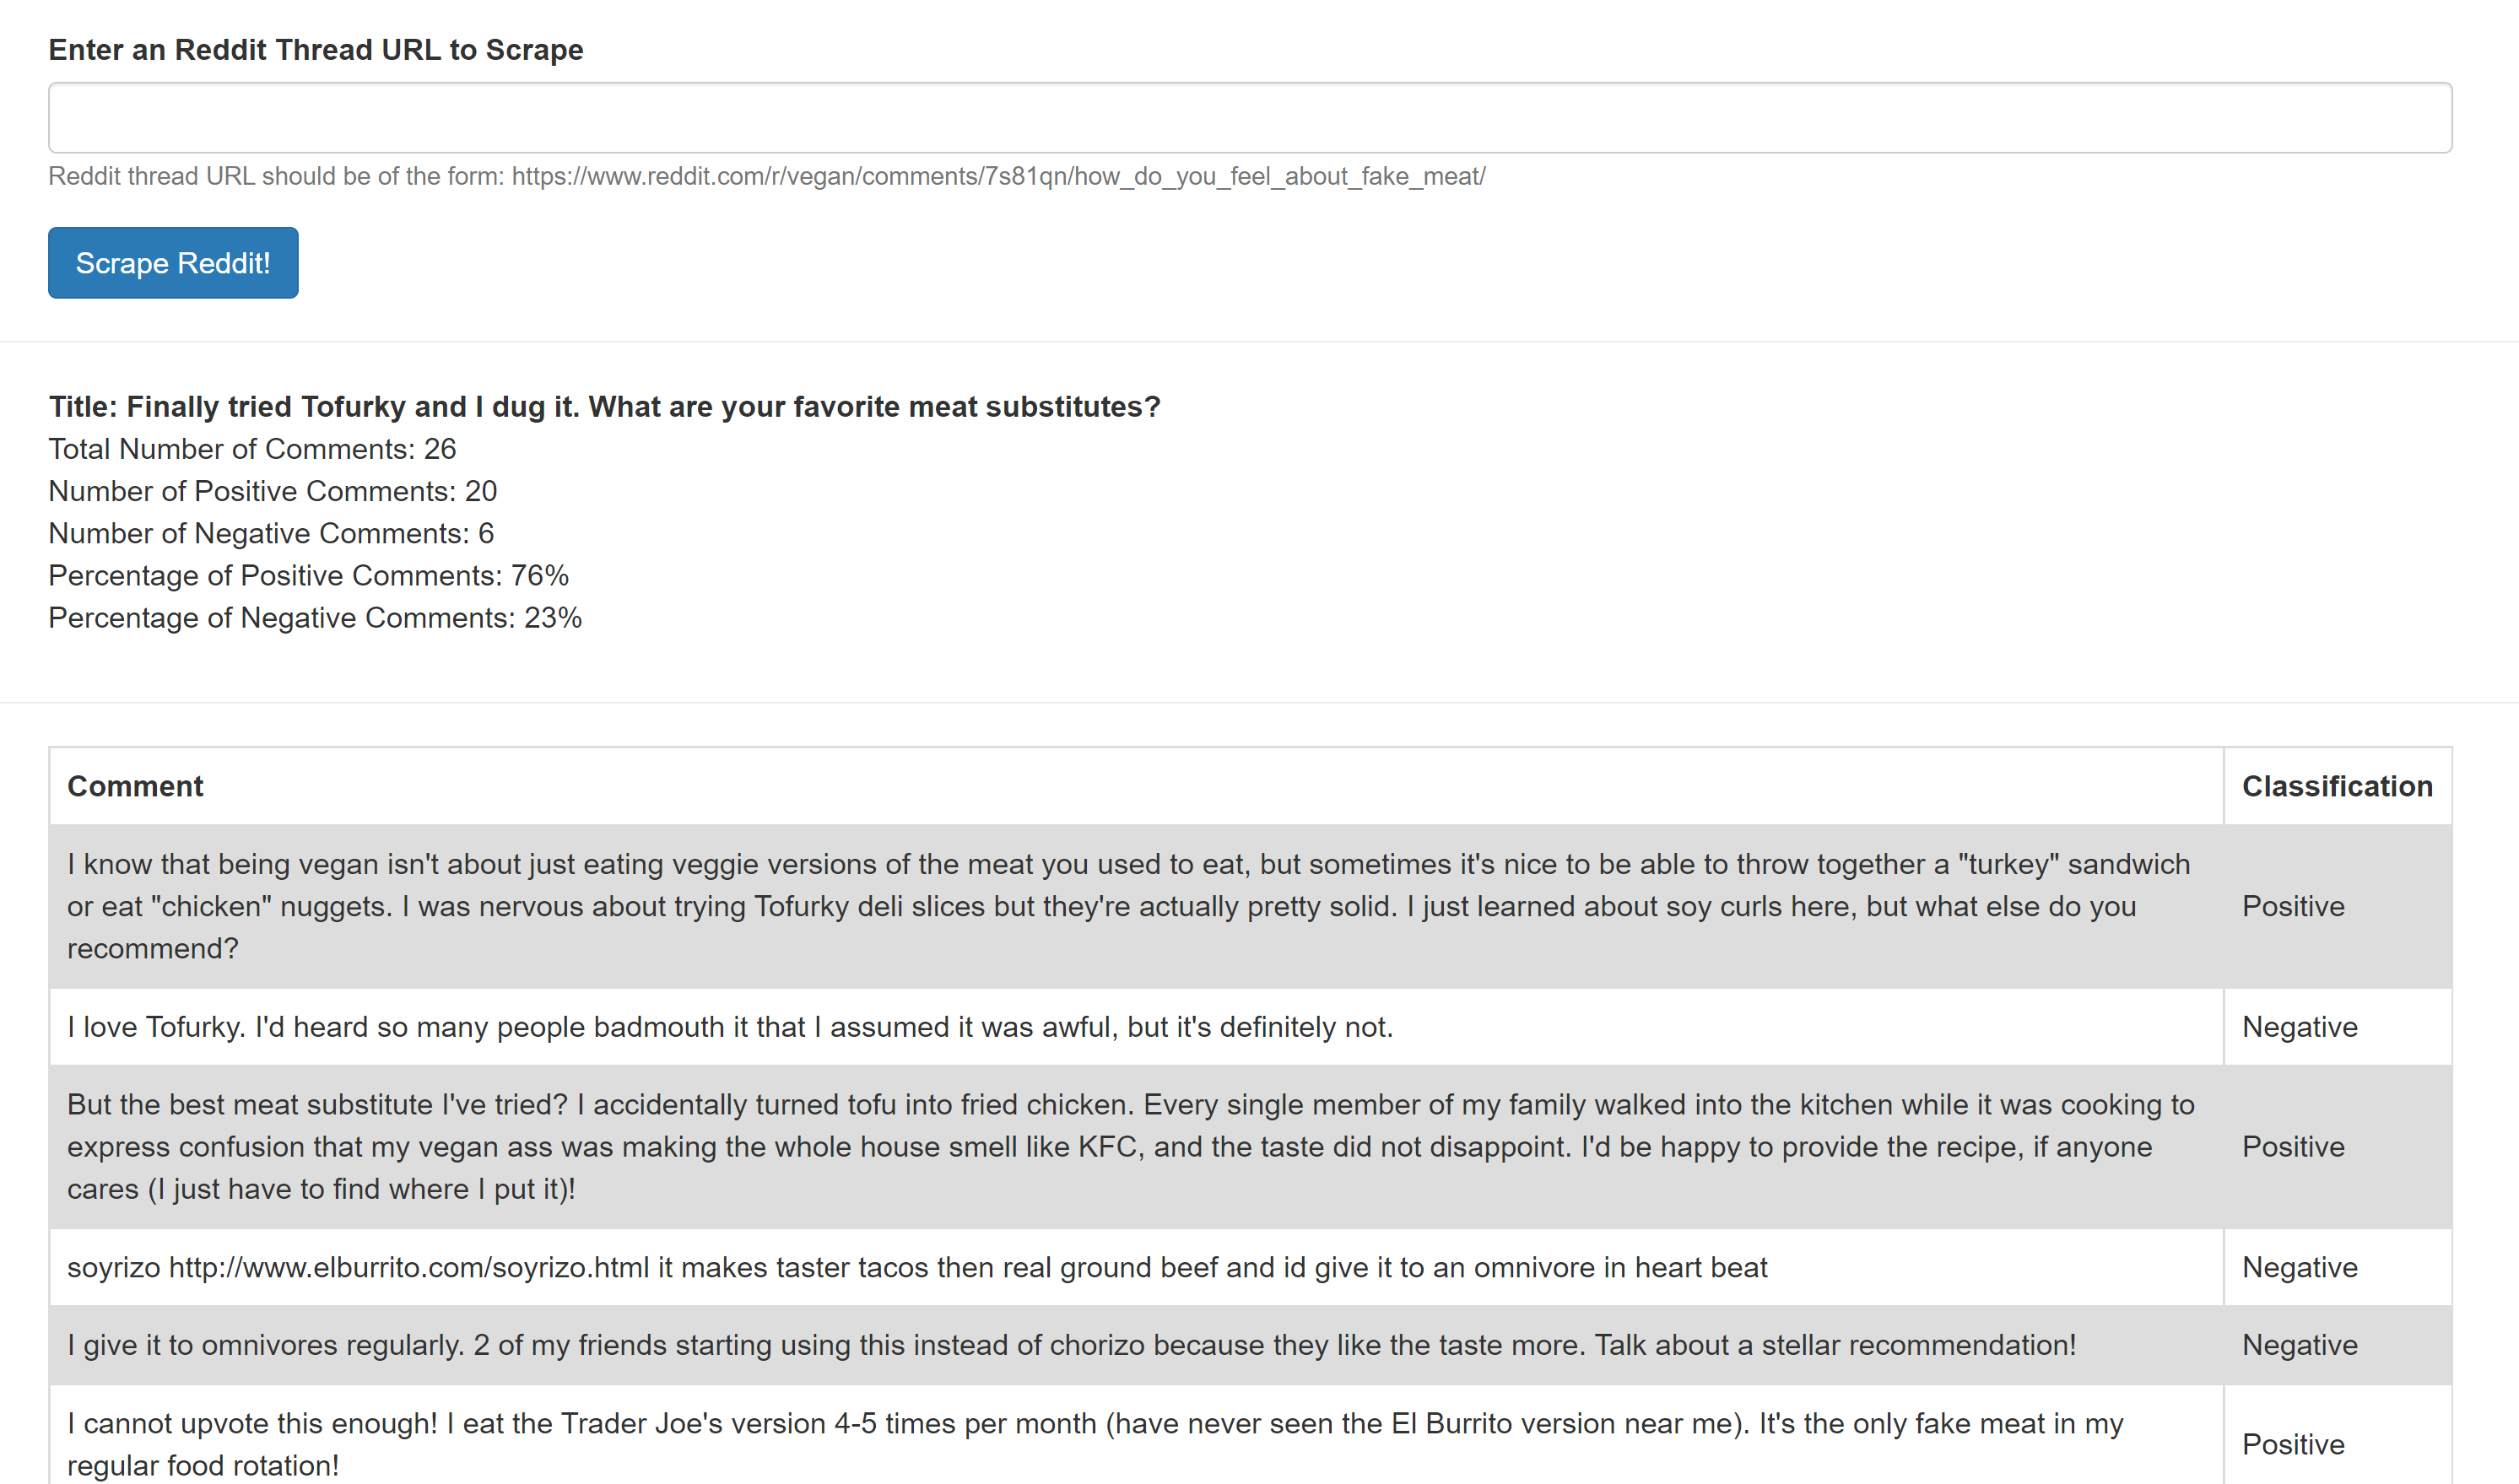 Enter an Reddit Thread URL to Scrape
Reddit thread URL should be of the form: https://www.reddit.com/r/vegan/comments/7s81qn/how_do_you_feel_about_fake_meat/
Scrape Reddit!
Title: Finally tried Tofurky and I dug it. What are your favorite meat substitutes?
Total Number of Comments: 26
Number of Positive Comments: 20
Number of Negative Comments: 6
Percentage of Positive Comments: 76%
Percentage of Negative Comments: 23%
Comment Classification
I know that being vegan isn't about just eating veggie versions of the meat you used to eat, but sometimes it's nice to be able to throw together a "turkey" sandwich
or eat "chicken" nuggets. I was nervous about trying Tofurky deli slices but they're actually pretty solid. I just learned about soy curls here, but what else do you
recommend?
Positive
I love Tofurky. I'd heard so many people badmouth it that I assumed it was awful, but it's definitely not.
Negative
But the best meat substitute I've tried? I accidentally turned tofu into fried chicken. Every single member of my family walked into the kitchen while it was cooking to
express confusion that my vegan ass was making the whole house smell like KFC, and the taste did not disappoint. I'd be happy to provide the recipe, if anyone
cares (I just have to find where I put it)!
Positive
soyrizo http://www.elburrito.com/soyrizo.html it makes taster tacos then real ground beef and id give it to an omnivore in heart beat
Negative
I give it to omnivores regularly. 2 of my friends starting using this instead of chorizo because they like the taste more. Talk about a stellar recommendation!
Negative
I cannot upvote this enough! I eat the Trader Joe's version 4-5 times per month (have never seen the El Burrito version near me). It's the only fake meat in my
regular food rotation!
Positive